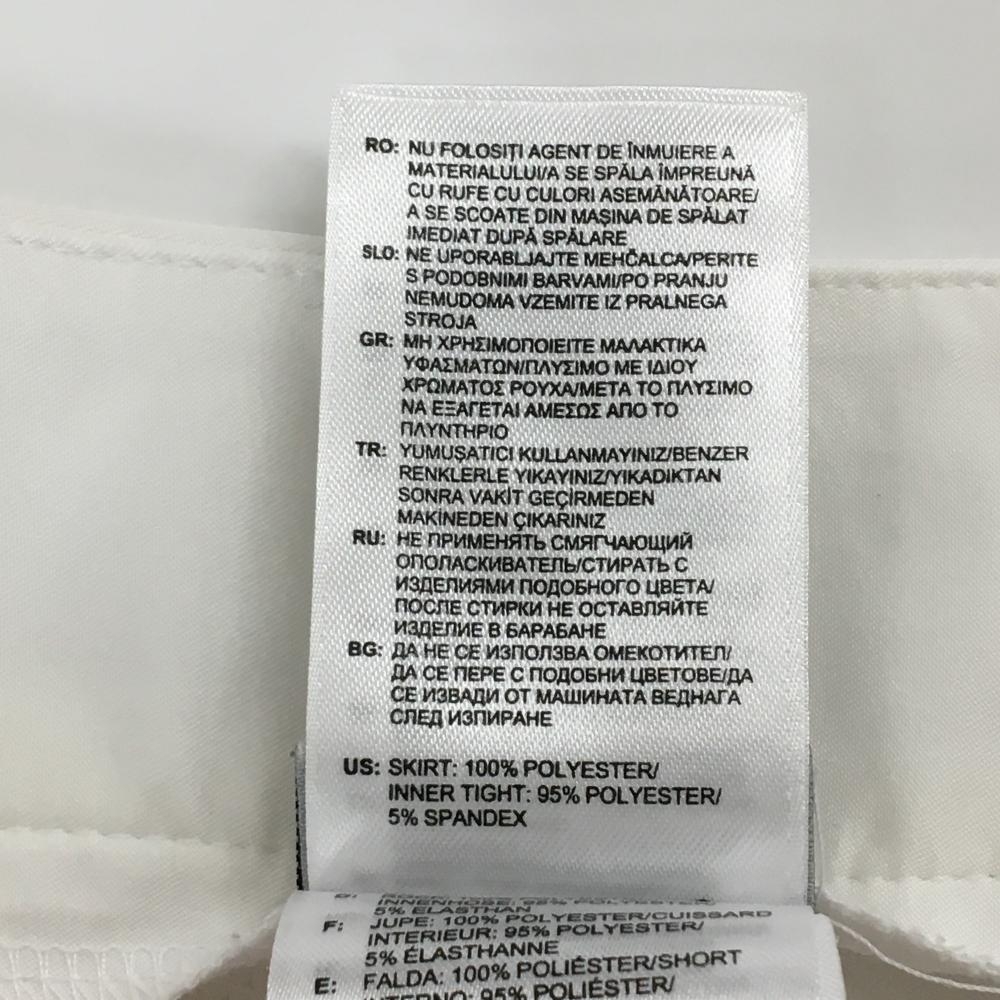 RO: NU FOLOSIȚI AGENT DE ÎNMUIERE A
MATERIALULUI/A SE SPĂLA ÎMPREUNĂ
CU RUFE CU CULORI ASEMĂNĂTOARE/
A SE SCOATE DIN MAȘINA DE SPĂLAT
IMEDIAT DUPĂ SPĂLARE
SLO: NE UPORABLJAJTE MEHČALCA/PERITE
S PODOBNIMI BARVAMI/PO PRANJU
NEMUDOMA VZEMITE IZ PRALNEGA
STROJA
GR: ΜΗ ΧΡΗΣΙΜΟΠΟΙΕΙΤΕ ΜΑΛΑΚΤΙΚΑ
ΥΦΑΣΜΑΤΩΝ/ΠΛΥΣΙΜΟ ΜΕ ΙΔΙΟΥ
ΧΡΩΜΑΤΟΣ ΡΟΥΧΑ/ΜΕΤΑ ΤΟ ΠΛΥΣΙΜΟ
ΝΑ ΕΞΑΓΕΤΑΙ ΑΜΕΣΩΣ ΑΠΟ ΤΟ
ΠΛΥΝΤΗΡΙΟ
TR: YUMUŞATICI KULLANMAYINIZ/BENZER
RENKLERLE YIKAYINIZ/YIKADIKTAN
SONRA VAKİT GEÇİRMEDEN
MAKİNEDEN ÇIKARINIZ
RU: НЕ ПРИМЕНЯТЬ СМЯГЧАЮЩИЙ
ОПОЛАСКИВАТЕЛЬ/СТИРАТЬ С
ИЗДЕЛИЯМИ ПОДОБНОГО ЦВЕТА/
ПОСЛЕ СТИРКИ НЕ ОСТАВЛЯЙТЕ
ИЗДЕЛИЕ В БАРАБАНЕ
BG: ДА НЕ СЕ ИЗПОЛЗВА ОМЕКОТИТЕЛ/
ДА СЕ ПЕРЕ С ПОДОБНИ ЦВЕТОВЕ/ДА
СЕ ИЗВАДИ ОТ МАШИНАТА ВЕДНАГА
СЛЕД ИЗПИРАНЕ
US: SKIRT: 100% POLYESTER/
INNER TIGHT: 95% POLYESTER/
5% SPANDEX
INNENHOSE: 95% POLYESTER/
5% ELASTHAN
F: JUPE: 100% POLYESTER/CUISSARD
INTERIEUR: 95% POLYESTER/
5% ÉLASTHANNE
E: FALDA: 100% POLIÉSTER/SHORT
INTERNO: 95% POLIÉSTER/